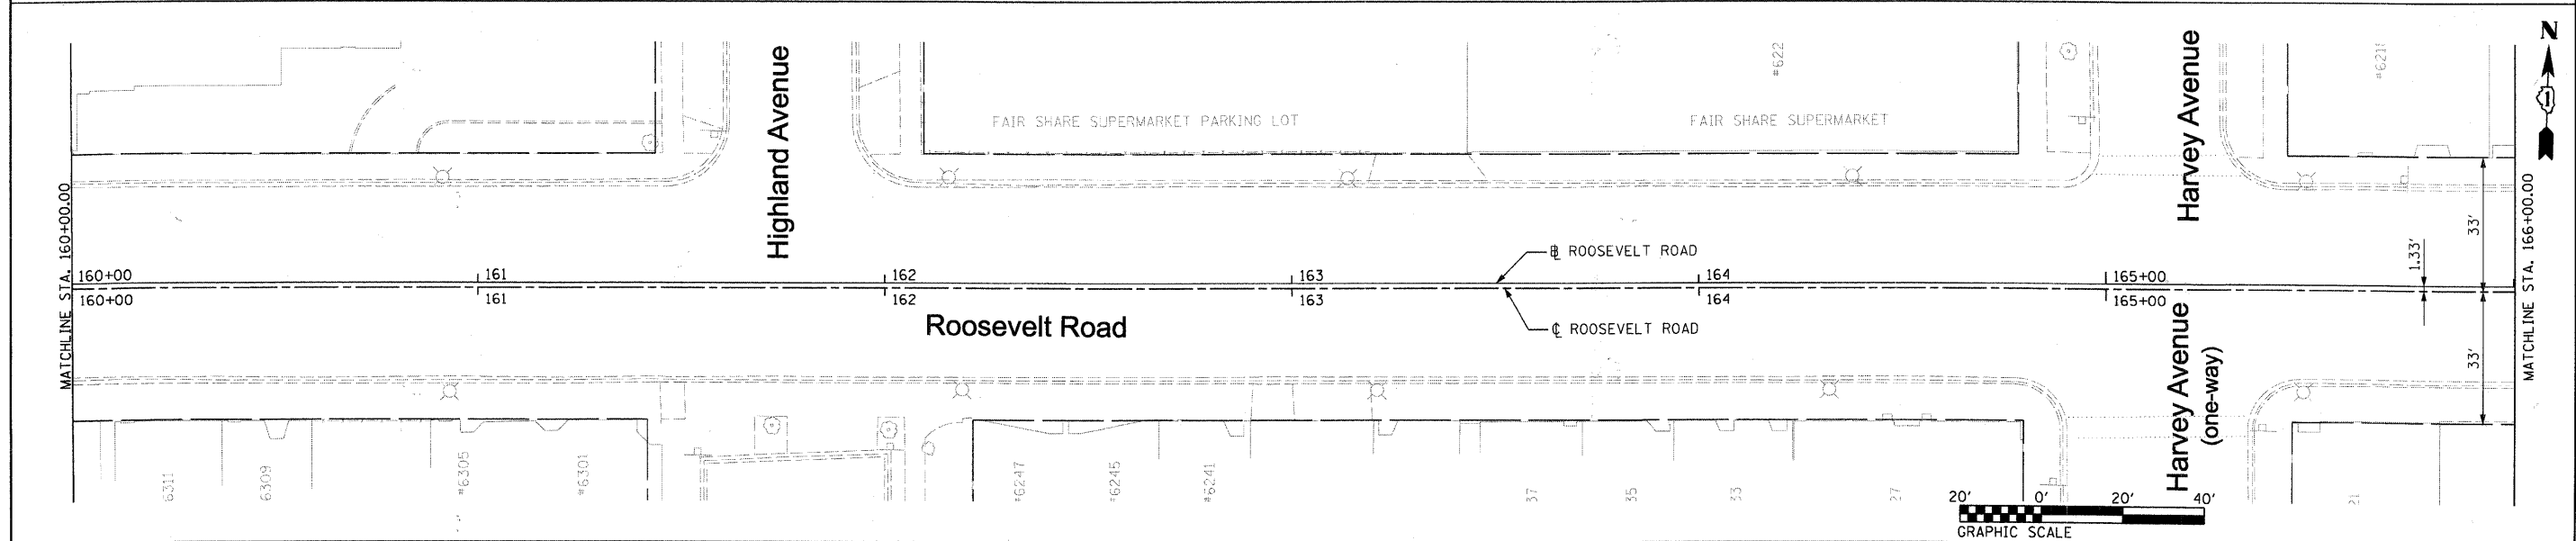 N
Highland Avenue
Harvey Avenue
#622
FAIR SHARE SUPERMARKET PARKING LOT
FAIR SHARE SUPERMARKET
MATCHLINE STA. 160+00.00
MATCHLINE STA. 166+00.00
33'
1.33'
℄ ROOSEVELT ROAD
160+00 161 162 163 164 165+00
160+00 161 162 163 164 165+00
Roosevelt Road
℄ ROOSEVELT ROAD
33'
Harvey Avenue
(one-way)
6311 6309 #6305 #6301 #6247 #6245 #6241 37 35 33 27 21
20' 0' 20' 40'
GRAPHIC SCALE